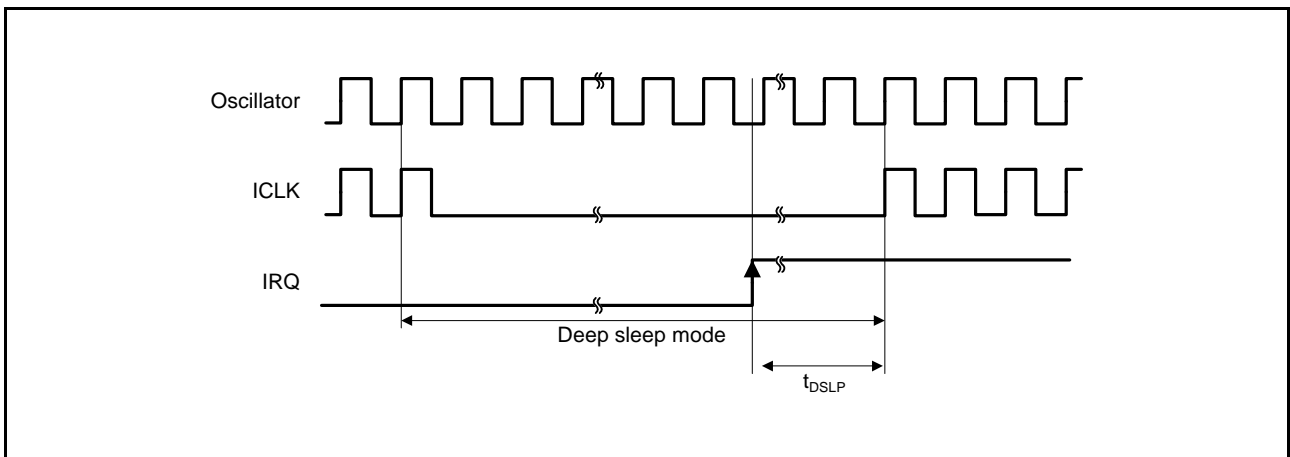 Oscillator
ICLK
IRQ
Deep sleep mode
tDSLP